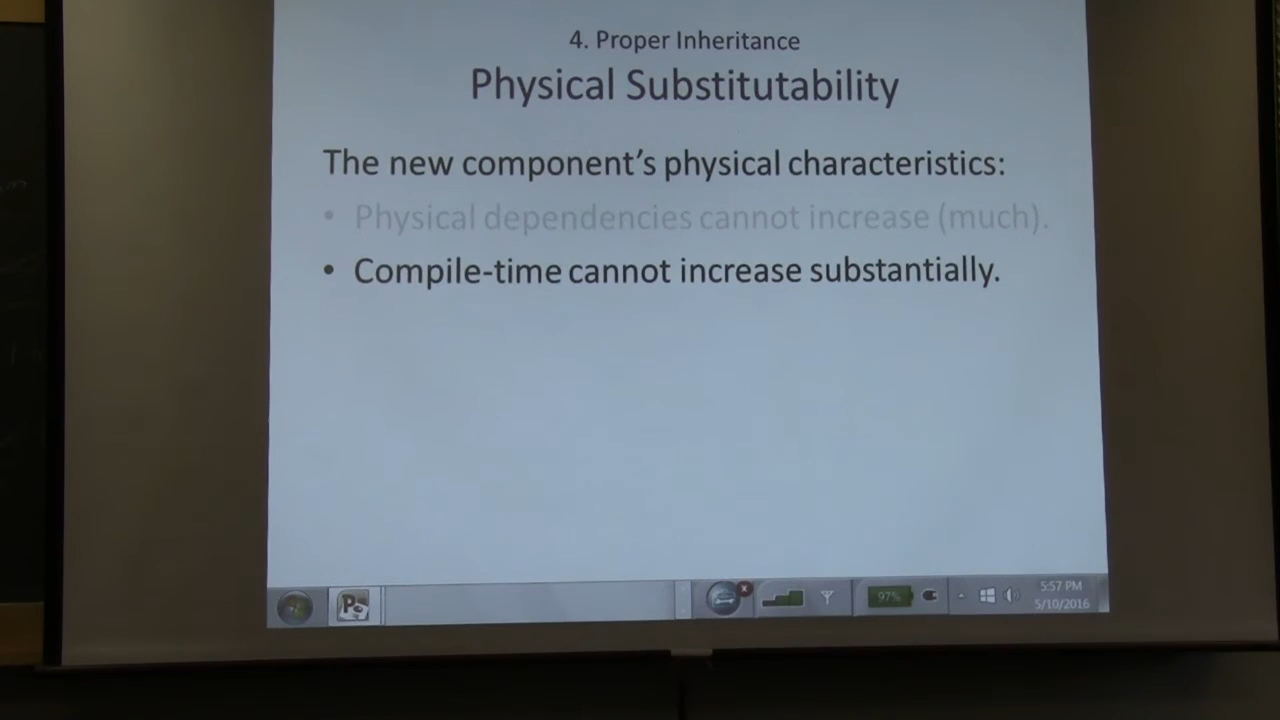 4. Proper Inheritance
Physical Substitutability
The new component's physical characteristics:
• Physical dependencies cannot increase (much).
• Compile-time cannot increase substantially.
97%
5:57 PM
5/10/2016